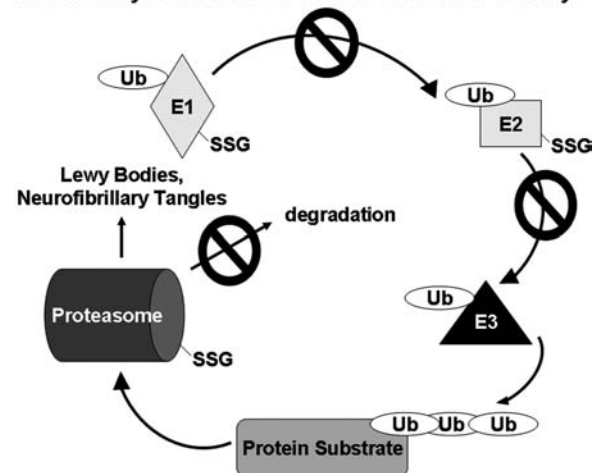 Ub
E1
SSG
Ub
E2
SSG
Lewy Bodies,
Neurofibrillary Tangles
degradation
Proteasome
SSG
Ub
E3
Ub Ub Ub
Protein Substrate